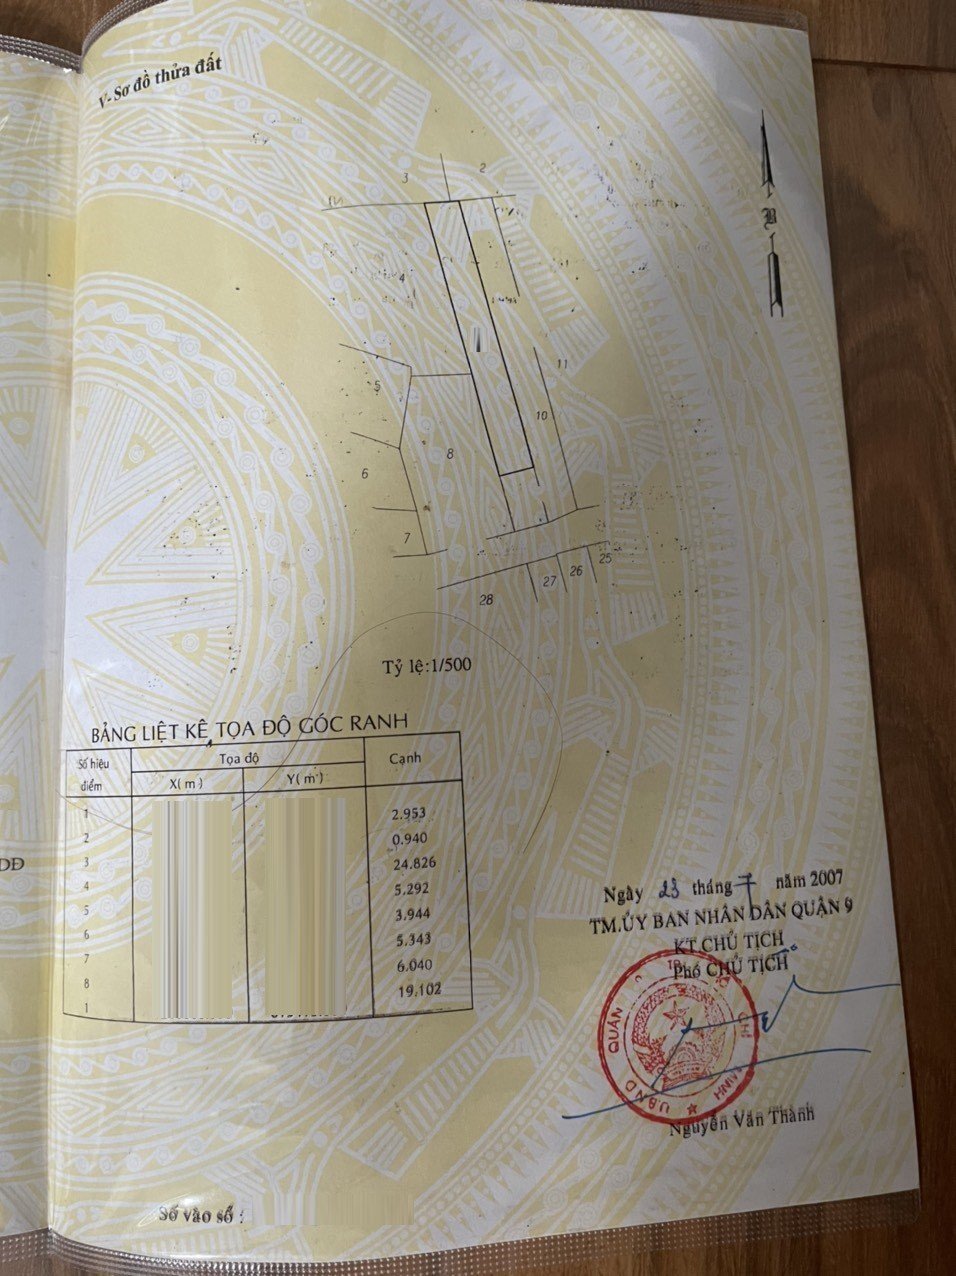 V- Sơ đồ thửa đất
B
2
3
4
11
5
10
8
6
7
25
26
27
28
Tỷ lệ:1/500
BẢNG LIỆT KÊ TỌA ĐỘ GÓC RANH
Số hiệu điểm
Tọa độ
Cạnh
X( m )
Y( m )
1
2.953
2
0.940
3
24.826
4
5.292
5
3.944
6
5.343
7
6.040
8
19.102
1
DĐ
Ngày 23 tháng 7 năm 2007
TM.ỦY BAN NHÂN DÂN QUẬN 9
KT.CHỦ TỊCH
Phó CHỦ TỊCH
U.B.N.D QUẬN
Nguyễn Văn Thành
Số vào sổ :